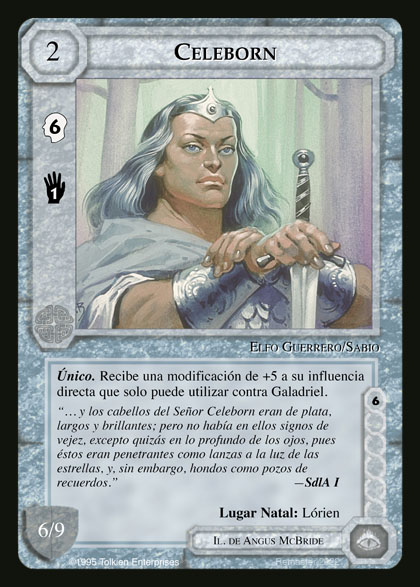 2
CELEBORN
6
1
ELFO GUERRERO/SABIO
Único. Recibe una modificación de +5 a su influencia
directa que solo puede utilizar contra Galadriel.
6
“… y los cabellos del Señor Celeborn eran de plata,
largos y brillantes; pero no había en ellos signos de
vejez, excepto quizás en lo profundo de los ojos, pues
éstos eran penetrantes como lanzas a la luz de las
estrellas, y, sin embargo, hondos como pozos de
recuerdos.” —SdlA I
Lugar Natal: Lórien
6/9
IL. DE ANGUS MCBRIDE
©1995 Tolkien Enterprises